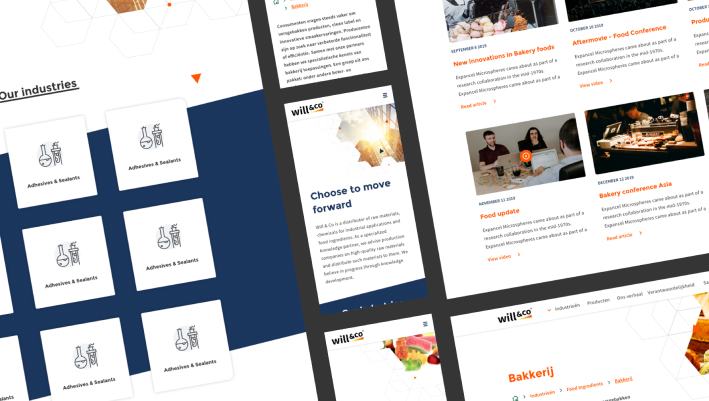 Our industries
Adhesives & Sealants
Adhesives & Sealants
Adhesives & Sealants
Adhesives & Sealants
Adhesives & Sealants
Adhesives & Sealants
Bakkerij
Consumenten vragen steeds vaker om
verse
innovatieve smaakervaringen. Producenten
zijn op zoek naar verbeterde functionaliteit
of efficiëntie. Samen met onze partners
hebben we specialistische kennis van
bakkerij toepassingen. Een greep uit ons
pakket: onder andere
will&co
Choose to move
forward
Will & Co is a distributor of raw materials,
chemicals for industrial applications and
food ingredients. As a specialized
knowledge partner, we advise production
companies on high-quality raw materials
and distribute such materials to them. We
believe in progress through knowledge
development.
will&co
SEPTEMBER 6 2019
New innovations in Bakery foods
Expancel Microspheres came about as part of a
research collaboration in the mid-1970s.
Expancel Microspheres came about as part of a
Read article
OCTOBER 10 2019
Aftermovie - Food Conference
Expancel Microspheres came about as part of a
research collaboration in the mid-1970s.
Expancel Microspheres came about as part of a
View video
OCTOBER
Produ
Expancel
research
Expancel
Read
NOVEMBER 11 2019
Food update
Expancel Microspheres came about as part of a
research collaboration in the mid-1970s.
Expancel Microspheres came about as part of a
View video
DECEMBER 12 2019
Bakery conference Asia
Expancel Microspheres came about as part of a
research collaboration in the mid-1970s.
Expancel Microspheres came about as part of a
Read article
will&co
Industrieën Producten Ons verhaal Verantwoordelijkheid Sa
Bakkerij
Industrieën Food Ingredients Bakkerij